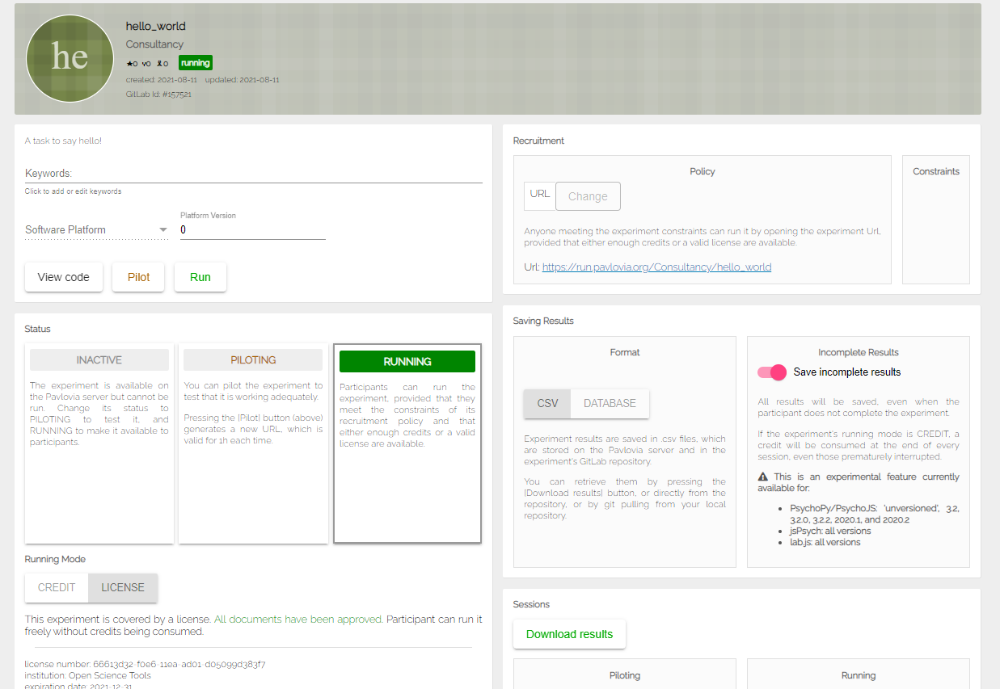 he
hello_world
Consultancy
★0 0 0 running
created: 2021-08-11 updated: 2021-08-11
GitLab Id: #157521
A task to say hello!
Keywords:
Click to add or edit keywords
Software Platform
Platform Version
0
View code Pilot Run
Status
INACTIVE
The experiment is available on
the Pavlovia server but cannot be
run. Change its status to
PILOTING to test it, and
RUNNING to make it available to
participants.
PILOTING
You can pilot the experiment to
test that it is working adequately.
Pressing the [Pilot] button (above)
generates a new URL, which is
valid for 1h each time.
RUNNING
Participants can run the
experiment, provided that they
meet the constraints of its
recruitment policy and that
either enough credits or a valid
license are available.
Running Mode
CREDIT LICENSE
This experiment is covered by a license. All documents have been approved. Participant can run it
freely without credits being consumed.
license number: 66613d32-f0e6-11ea-ad01-d05099d383f7
institution: Open Science Tools
expiration date: 2021-12-31
Recruitment
Policy
URL Change
Anyone meeting the experiment constraints can run it by opening the experiment Url,
provided that either enough credits or a valid license are available.
Url: https://run.pavlovia.org/Consultancy/hello_world
Constraints
Saving Results
Format
CSV DATABASE
Experiment results are saved in .csv files, which
are stored on the Pavlovia server and in the
experiment's GitLab repository.
You can retrieve them by pressing the
[Download results] button, or directly from the
repository, or by git pulling from your local
repository.
Incomplete Results
Save incomplete results
All results will be saved, even when the
participant does not complete the experiment.
If the experiment's running mode is CREDIT, a
credit will be consumed at the end of every
session, even those prematurely interrupted.
This is an experimental feature currently
available for:
• PsychoPy/PsychoJS: 'unversioned', 3.2,
3.2.0, 3.2.2, 2020.1, and 2020.2
• jsPsych: all versions
• lab.js: all versions
Sessions
Download results
Piloting
Running